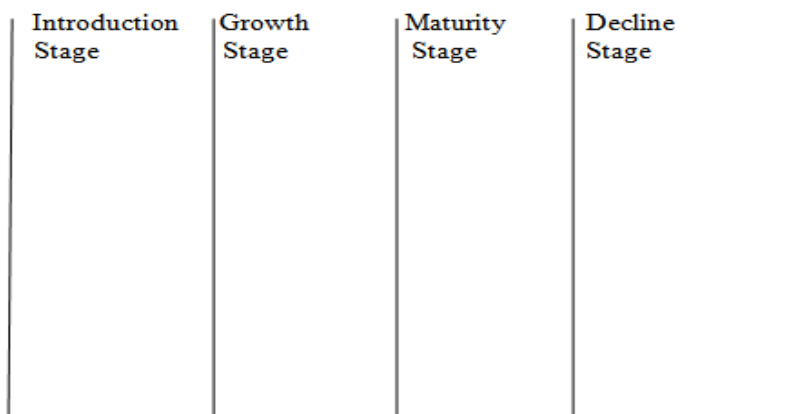 Introduction
Stage
Growth
Stage
Maturity
Stage
Decline
Stage